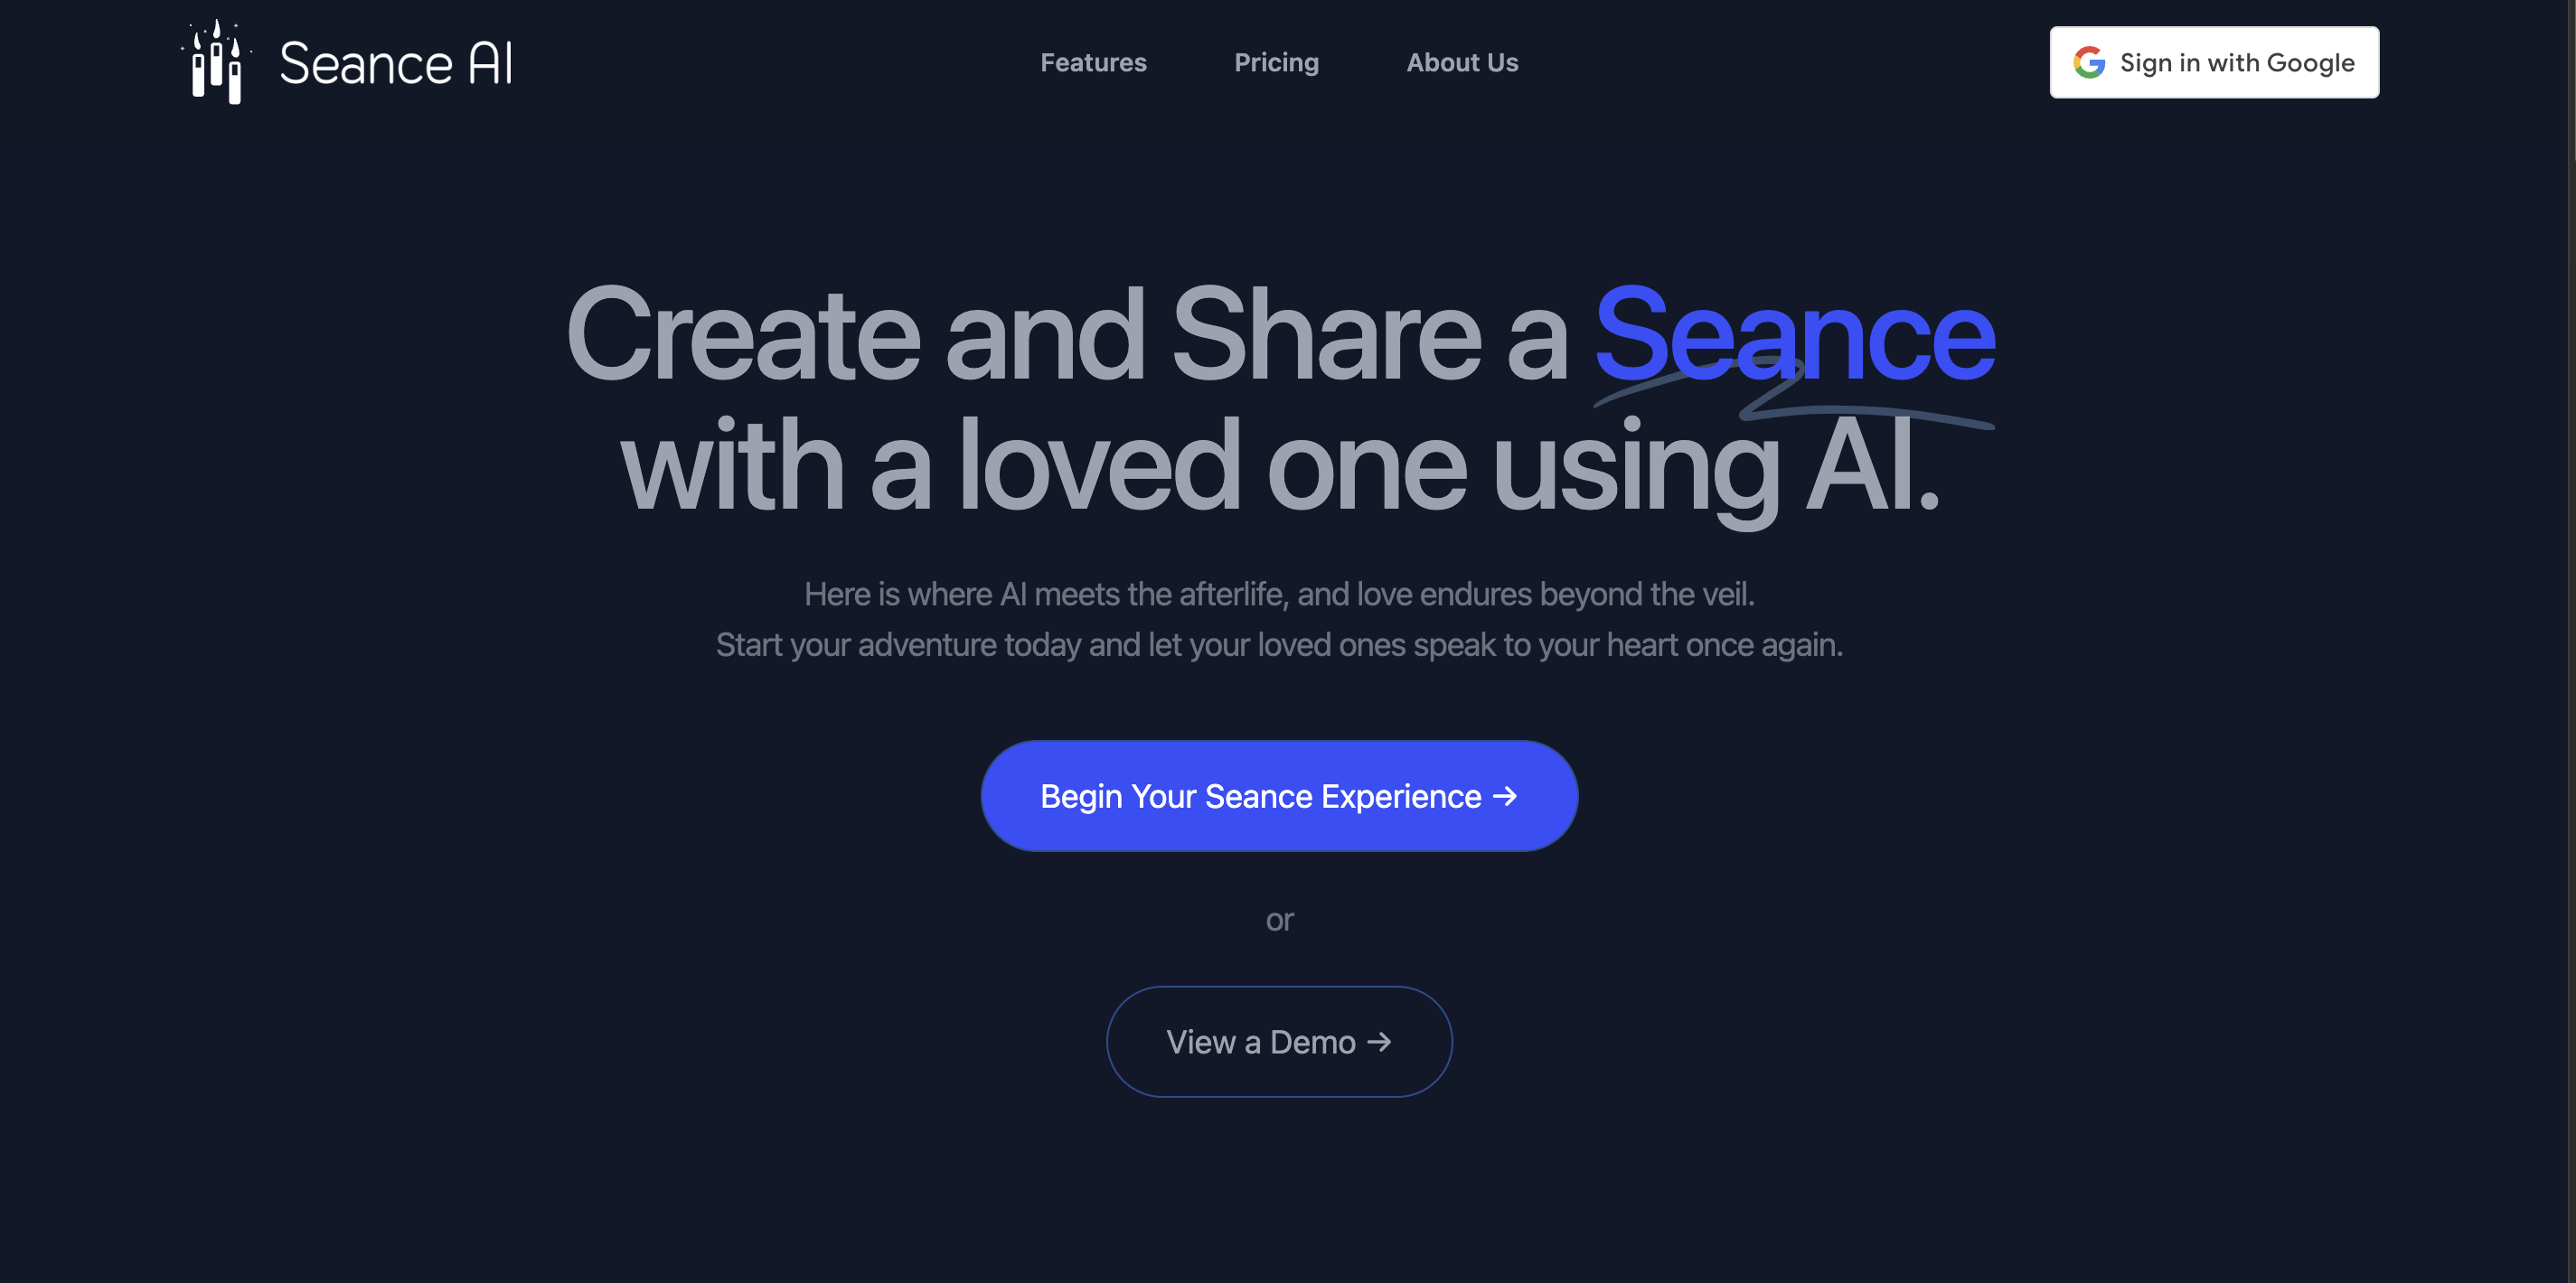 Seance AI
Features
Pricing
About Us
Sign in with Google
Create and Share a Seance
with a loved one using AI.
Here is where AI meets the afterlife, and love endures beyond the veil.
Start your adventure today and let your loved ones speak to your heart once again.
Begin Your Seance Experience →
or
View a Demo →